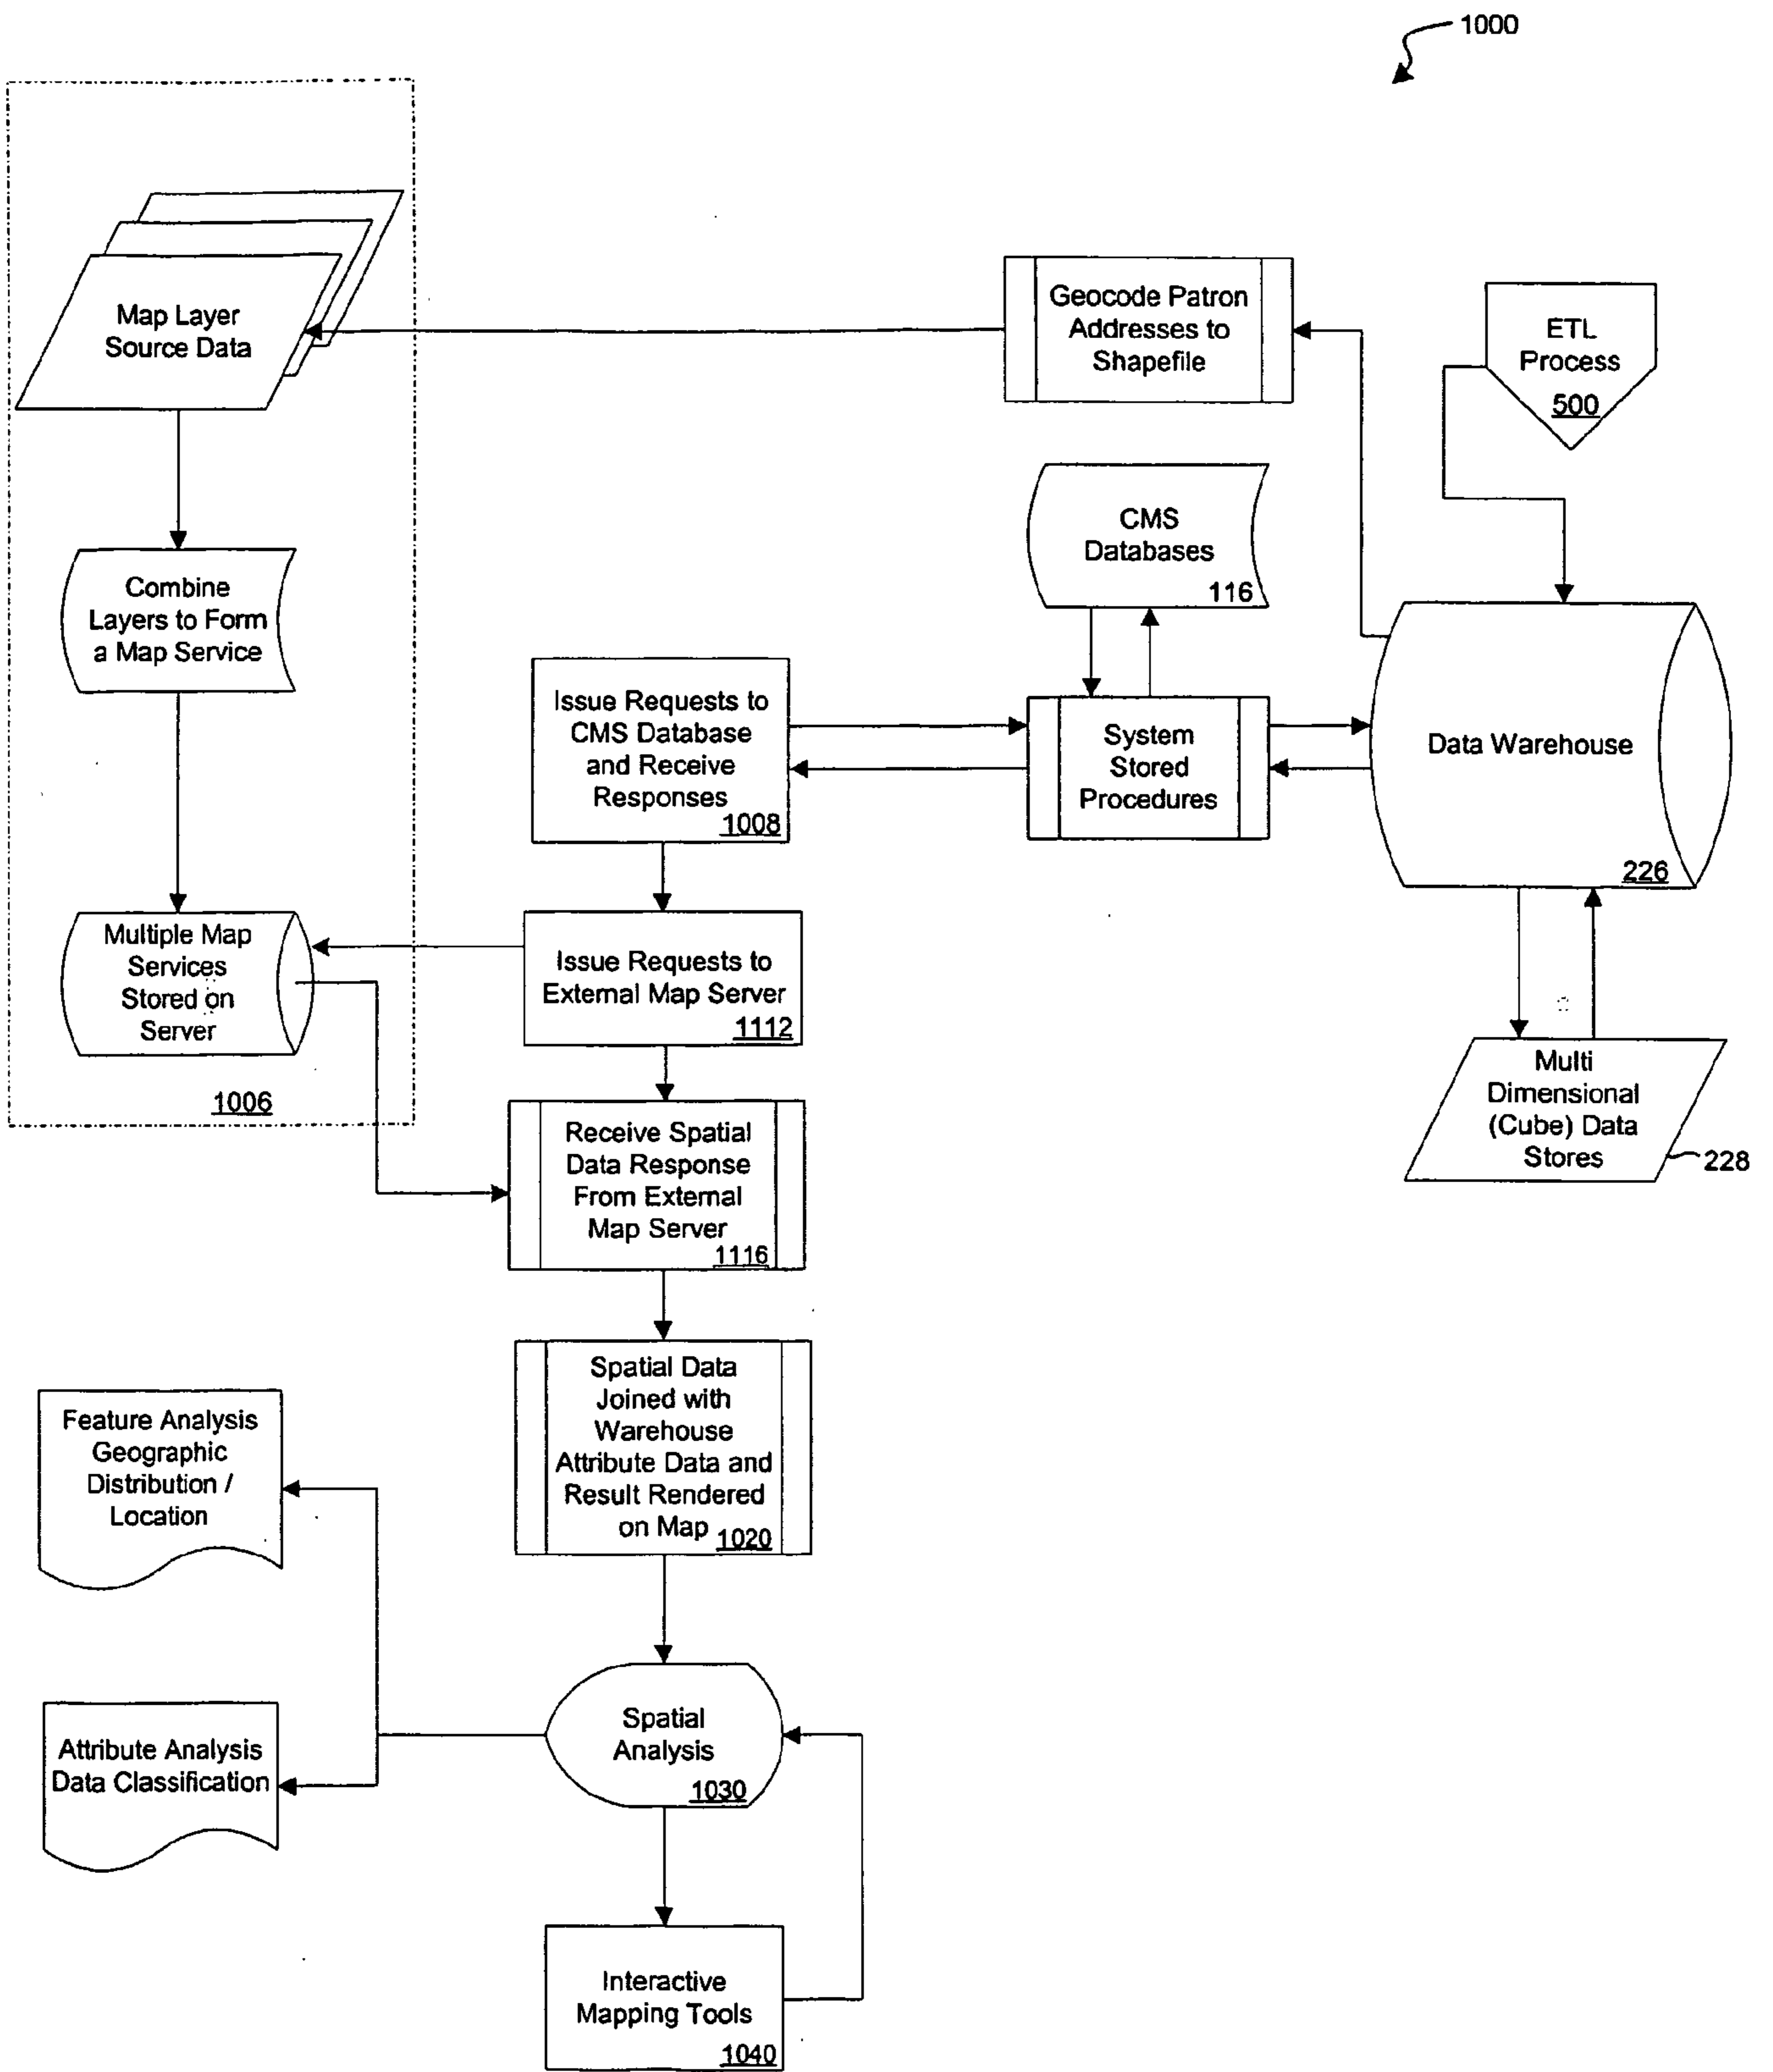 1000
Map Layer
Source Data
Geocode Patron
Addresses to
Shapefile
ETL
Process
500
CMS
Databases
116
Combine
Layers to Form
a Map Service
Issue Requests to
CMS Database
and Receive
Responses
1008
System
Stored
Procedures
Data Warehouse
226
Multiple Map
Services
Stored on
Server
1006
Issue Requests to
External Map Server
1112
Multi
Dimensional
(Cube) Data
Stores
228
Receive Spatial
Data Response
From External
Map Server
1116
Spatial Data
Joined with
Warehouse
Attribute Data and
Result Rendered
on Map
1020
Feature Analysis
Geographic
Distribution /
Location
Attribute Analysis
Data Classification
Spatial
Analysis
1030
Interactive
Mapping Tools
1040